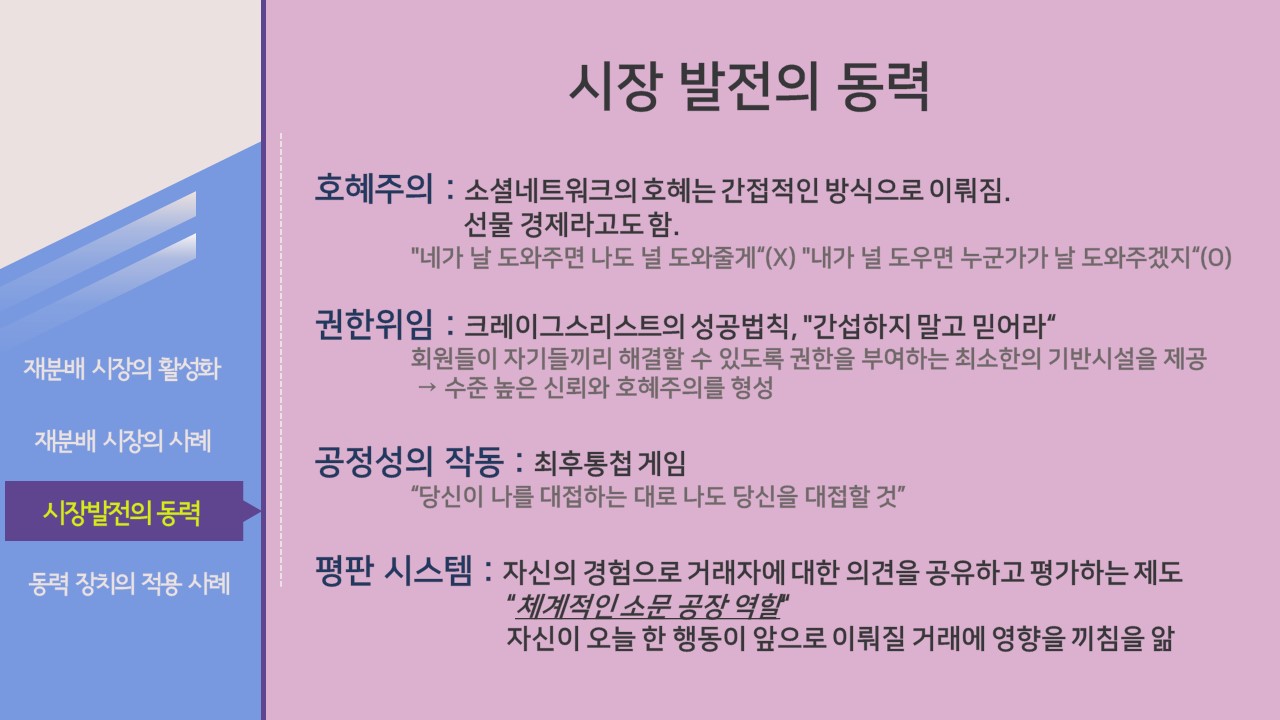 시장 발전의 동력
호혜주의 : 소셜네트워크의 호혜는 간접적인 방식으로 이뤄짐.
선물 경제라고도 함.
"네가 날 도와주면 나도 널 도와줄게“(X) "내가 널 도우면 누군가가 날 도와주겠지“(O)
권한위임 : 크레이그스리스트의 성공법칙, "간섭하지 말고 믿어라“
회원들이 자기들끼리 해결할 수 있도록 권한을 부여하는 최소한의 기반시설을 제공
→ 수준 높은 신뢰와 호혜주의를 형성
공정성의 작동 : 최후통첩 게임
“당신이 나를 대접하는 대로 나도 당신을 대접할 것”
평판 시스템 : 자신의 경험으로 거래자에 대한 의견을 공유하고 평가하는 제도
“체계적인 소문 공장 역할"
자신이 오늘 한 행동이 앞으로 이뤄질 거래에 영향을 끼침을 앎
재분배 시장의 활성화
재분배 시장의 사례
시장발전의 동력
동력 장치의 적용 사례